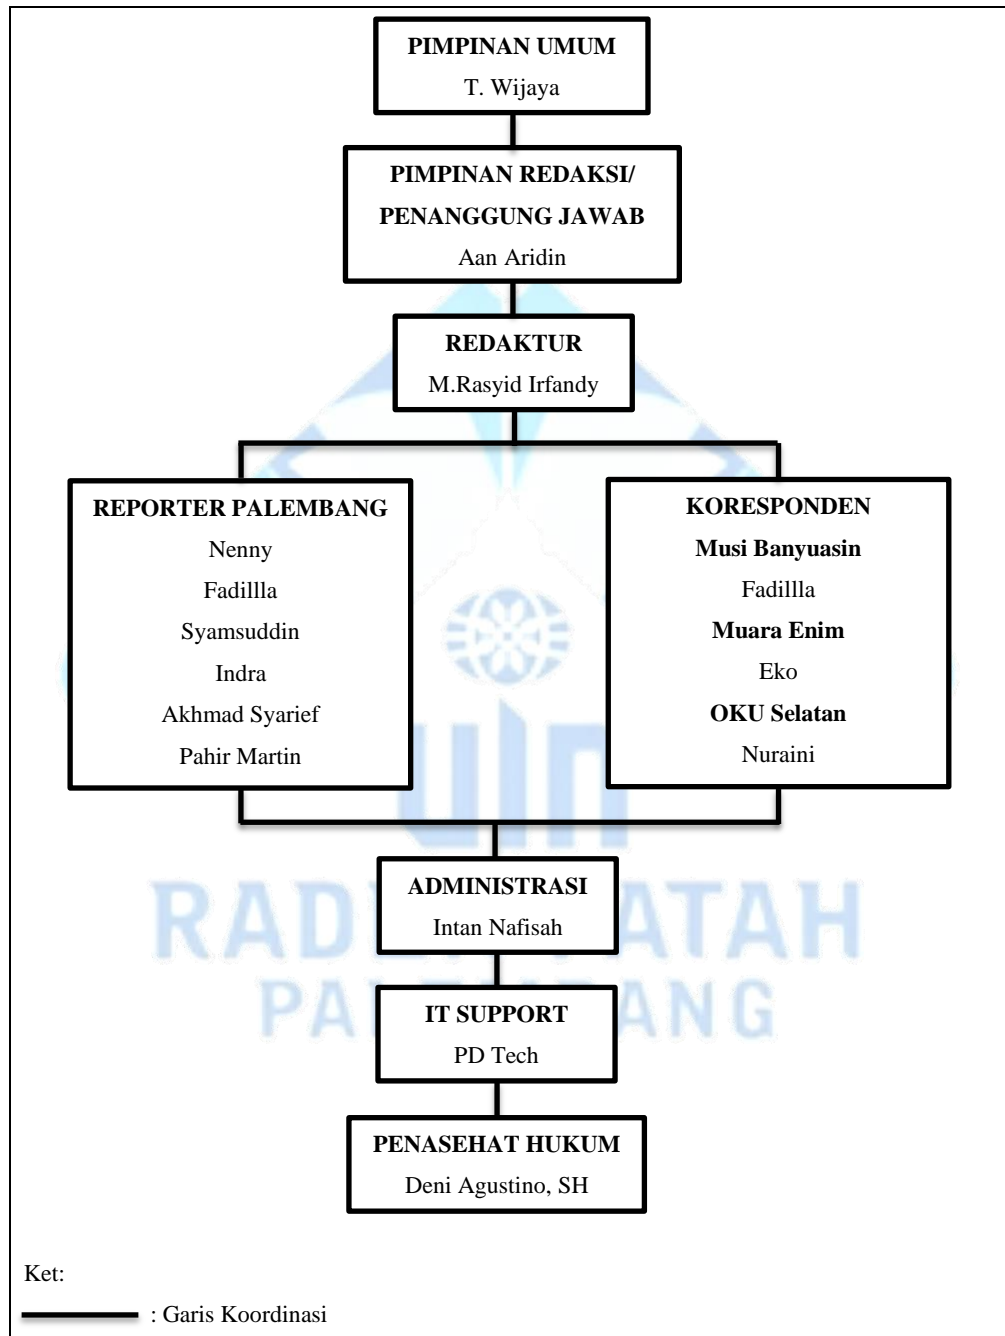 PIMPINAN UMUM
T. Wijaya
PIMPINAN REDAKSI/
PENANGGUNG JAWAB
Aan Aridin
REDAKTUR
M.Rasyid Irfandy
REPORTER PALEMBANG
Nenny
Fadillla
Syamsuddin
Indra
Akhmad Syarief
Pahir Martin
KORESPONDEN
Musi Banyuasin
Fadillla
Muara Enim
Eko
OKU Selatan
Nuraini
ADMINISTRASI
Intan Nafisah
IT SUPPORT
PD Tech
PENASEHAT HUKUM
Deni Agustino, SH
Ket:
: Garis Koordinasi
uin
PALEMBANG